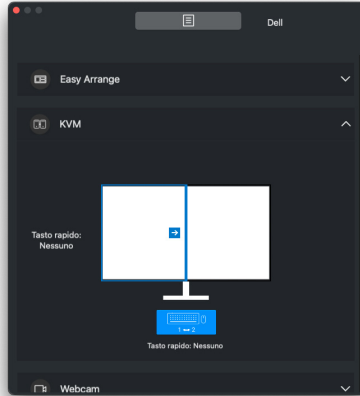 Dell
Easy Arrange
KVM
Tasto rapido:
Nessuno
1 ↔ 2
Tasto rapido: Nessuno
Webcam